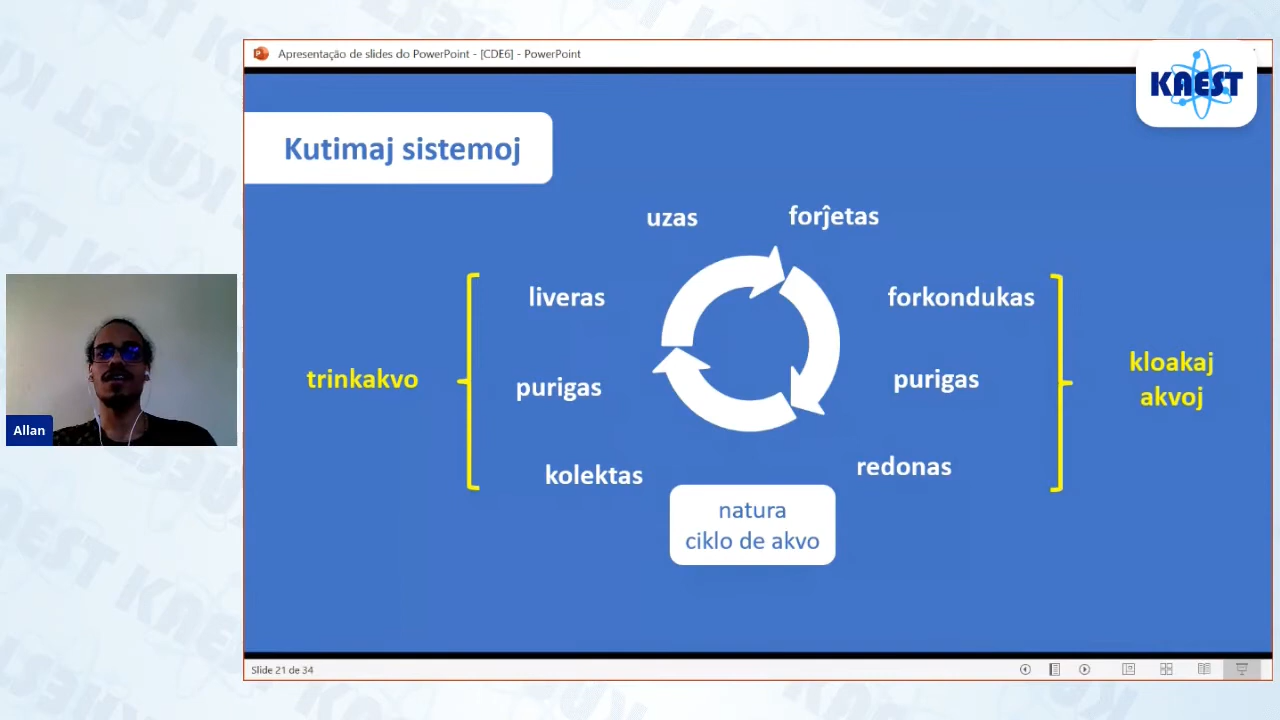 Apresentação de slides do PowerPoint - [CDE6] - PowerPoint
KAEST
Kutimaj sistemoj
uzas
forĵetas
liveras
forkondukas
trinkakvo
purigas
purigas
kloakaj
akvoj
kolektas
redonas
natura
ciklo de akvo
Allan
Slide 21 de 34